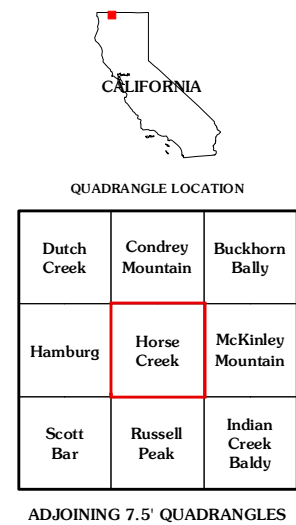 CALIFORNIA
QUADRANGLE LOCATION
Dutch
Creek
Condrey
Mountain
Buckhorn
Bally
Hamburg
Horse
Creek
McKinley
Mountain
Scott
Bar
Russell
Peak
Indian
Creek
Baldy
ADJOINING 7.5' QUADRANGLES